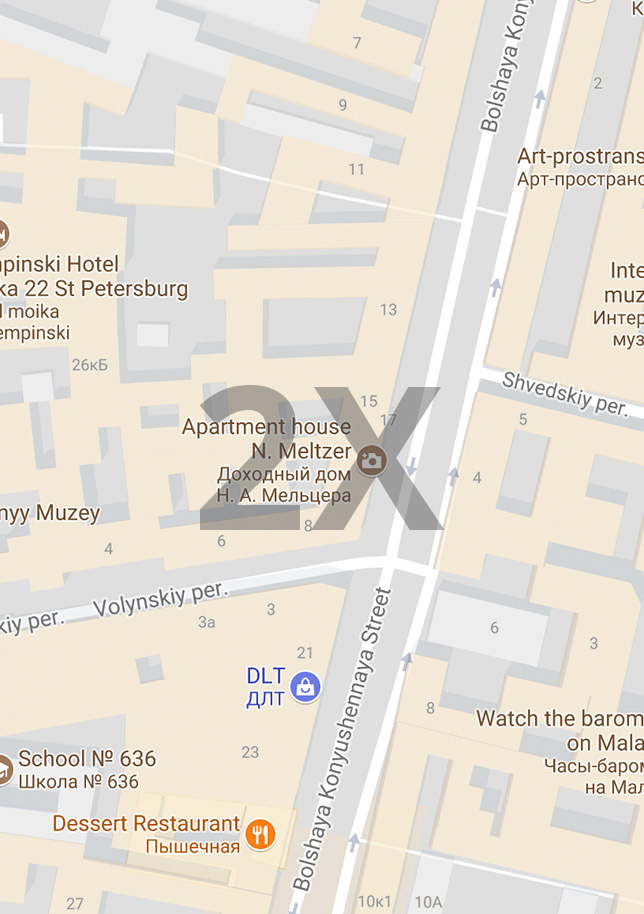 7
Bolshaya Kony
2
9
Art-prostrans
Арт-пространс
11
pinski Hotel
ka 22 St Petersburg
moika
empinski
Inte
muz
Интер
муз
13
26кБ
Shvedskiy per.
15
17
5
2X
Apartment house
N. Meltzer
Доходный дом
Н. А. Мельцера
4
nyy Muzey
8
6
4
Volynskiy per.
kiy per.
3
3а
6
3
21
Bolshaya Konyushennaya Street
DLT
ДЛТ
8
Watch the barom
on Mala
Часы-баром
на Мал
23
School № 636
Школа № 636
Dessert Restaurant
Пышечная
27
10к1
10А